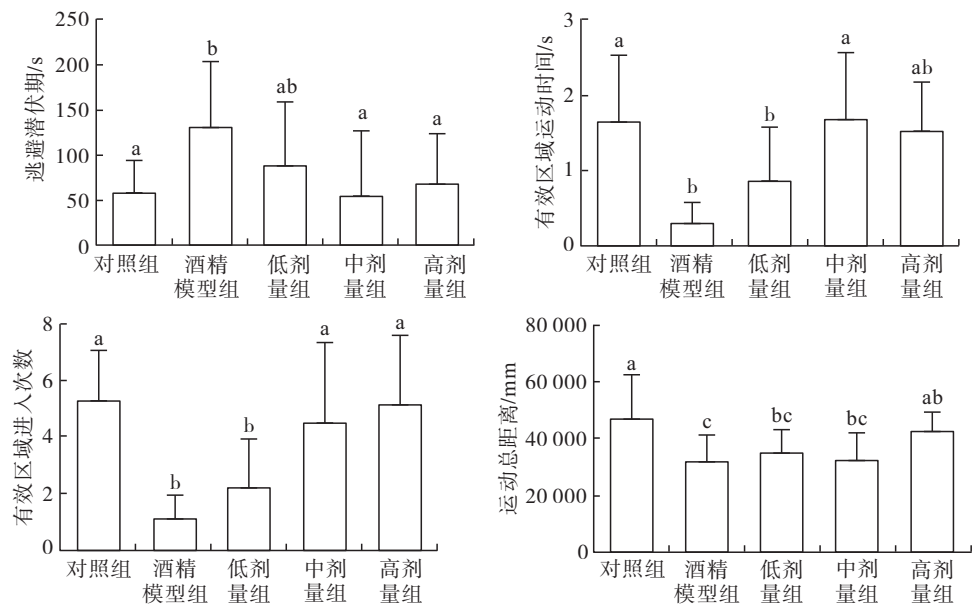 逃避潜伏期/s
250
200
150
100
50
0
a
b
ab
a
a
对照组
酒精
模型组
低剂
量组
中剂
量组
高剂
量组
有效区域运动时间/s
3
2
1
0
a
b
b
a
ab
对照组
酒精
模型组
低剂
量组
中剂
量组
高剂
量组
有效区域进入次数
8
6
4
2
0
a
b
b
a
a
对照组
酒精
模型组
低剂
量组
中剂
量组
高剂
量组
运动总距离/mm
80 000
60 000
40 000
20 000
0
a
c
bc
bc
ab
对照组
酒精
模型组
低剂
量组
中剂
量组
高剂
量组